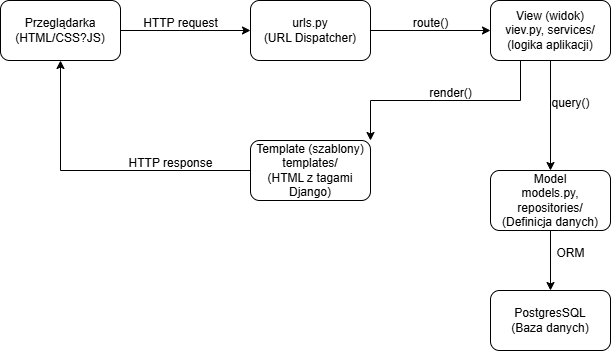 Przeglądarka
(HTML/CSS?JS)
HTTP request
urls.py
(URL Dispatcher)
route()
View (widok)
viev.py, services/
(logika aplikacji)
render()
query()
HTTP response
Template (szablony)
templates/
(HTML z tagami
Django)
Model
models.py,
repositories/
(Definicja danych)
ORM
PostgresSQL
(Baza danych)